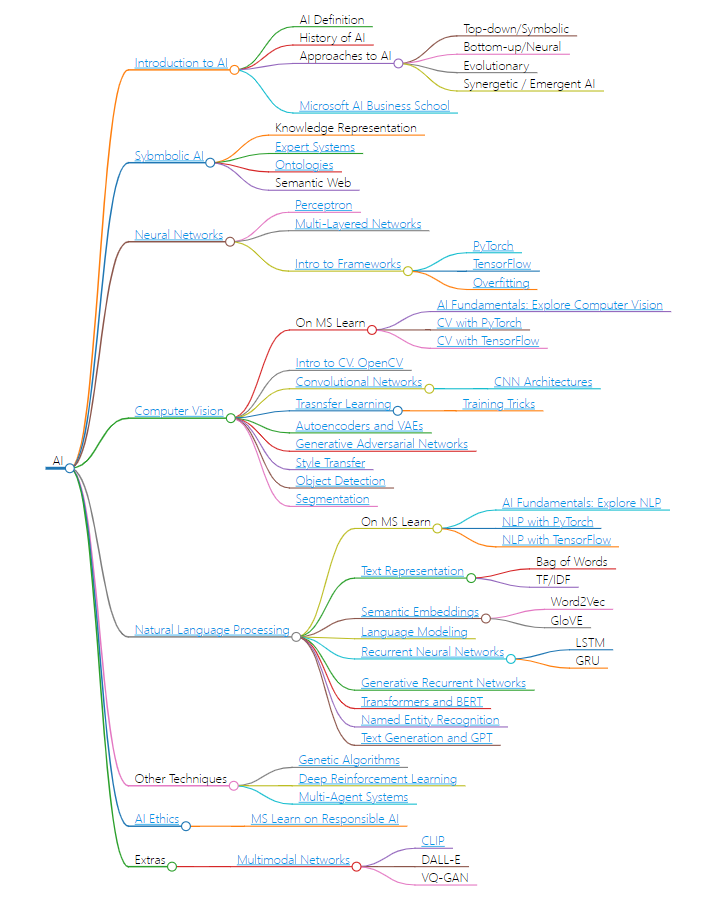 AI
Introduction to AI
AI Definition
History of AI
Approaches to AI
Top-down/Symbolic
Bottom-up/Neural
Evolutionary
Synergetic / Emergent AI
Microsoft AI Business School
Sybmbolic AI
Knowledge Representation
Expert Systems
Ontologies
Semantic Web
Neural Networks
Perceptron
Multi-Layered Networks
Intro to Frameworks
PyTorch
TensorFlow
Overfitting
Computer Vision
On MS Learn
AI Fundamentals: Explore Computer Vision
CV with PyTorch
CV with TensorFlow
Intro to CV. OpenCV
Convolutional Networks
CNN Architectures
Trasnsfer Learning
Training Tricks
Autoencoders and VAEs
Generative Adversarial Networks
Style Transfer
Object Detection
Segmentation
Natural Language Processing
On MS Learn
AI Fundamentals: Explore NLP
NLP with PyTorch
NLP with TensorFlow
Text Representation
Bag of Words
TF/IDF
Semantic Embeddings
Word2Vec
GloVE
Language Modeling
Recurrent Neural Networks
LSTM
GRU
Generative Recurrent Networks
Transformers and BERT
Named Entity Recognition
Text Generation and GPT
Other Techniques
Genetic Algorithms
Deep Reinforcement Learning
Multi-Agent Systems
AI Ethics
MS Learn on Responsible AI
Extras
Multimodal Networks
CLIP
DALL-E
VQ-GAN